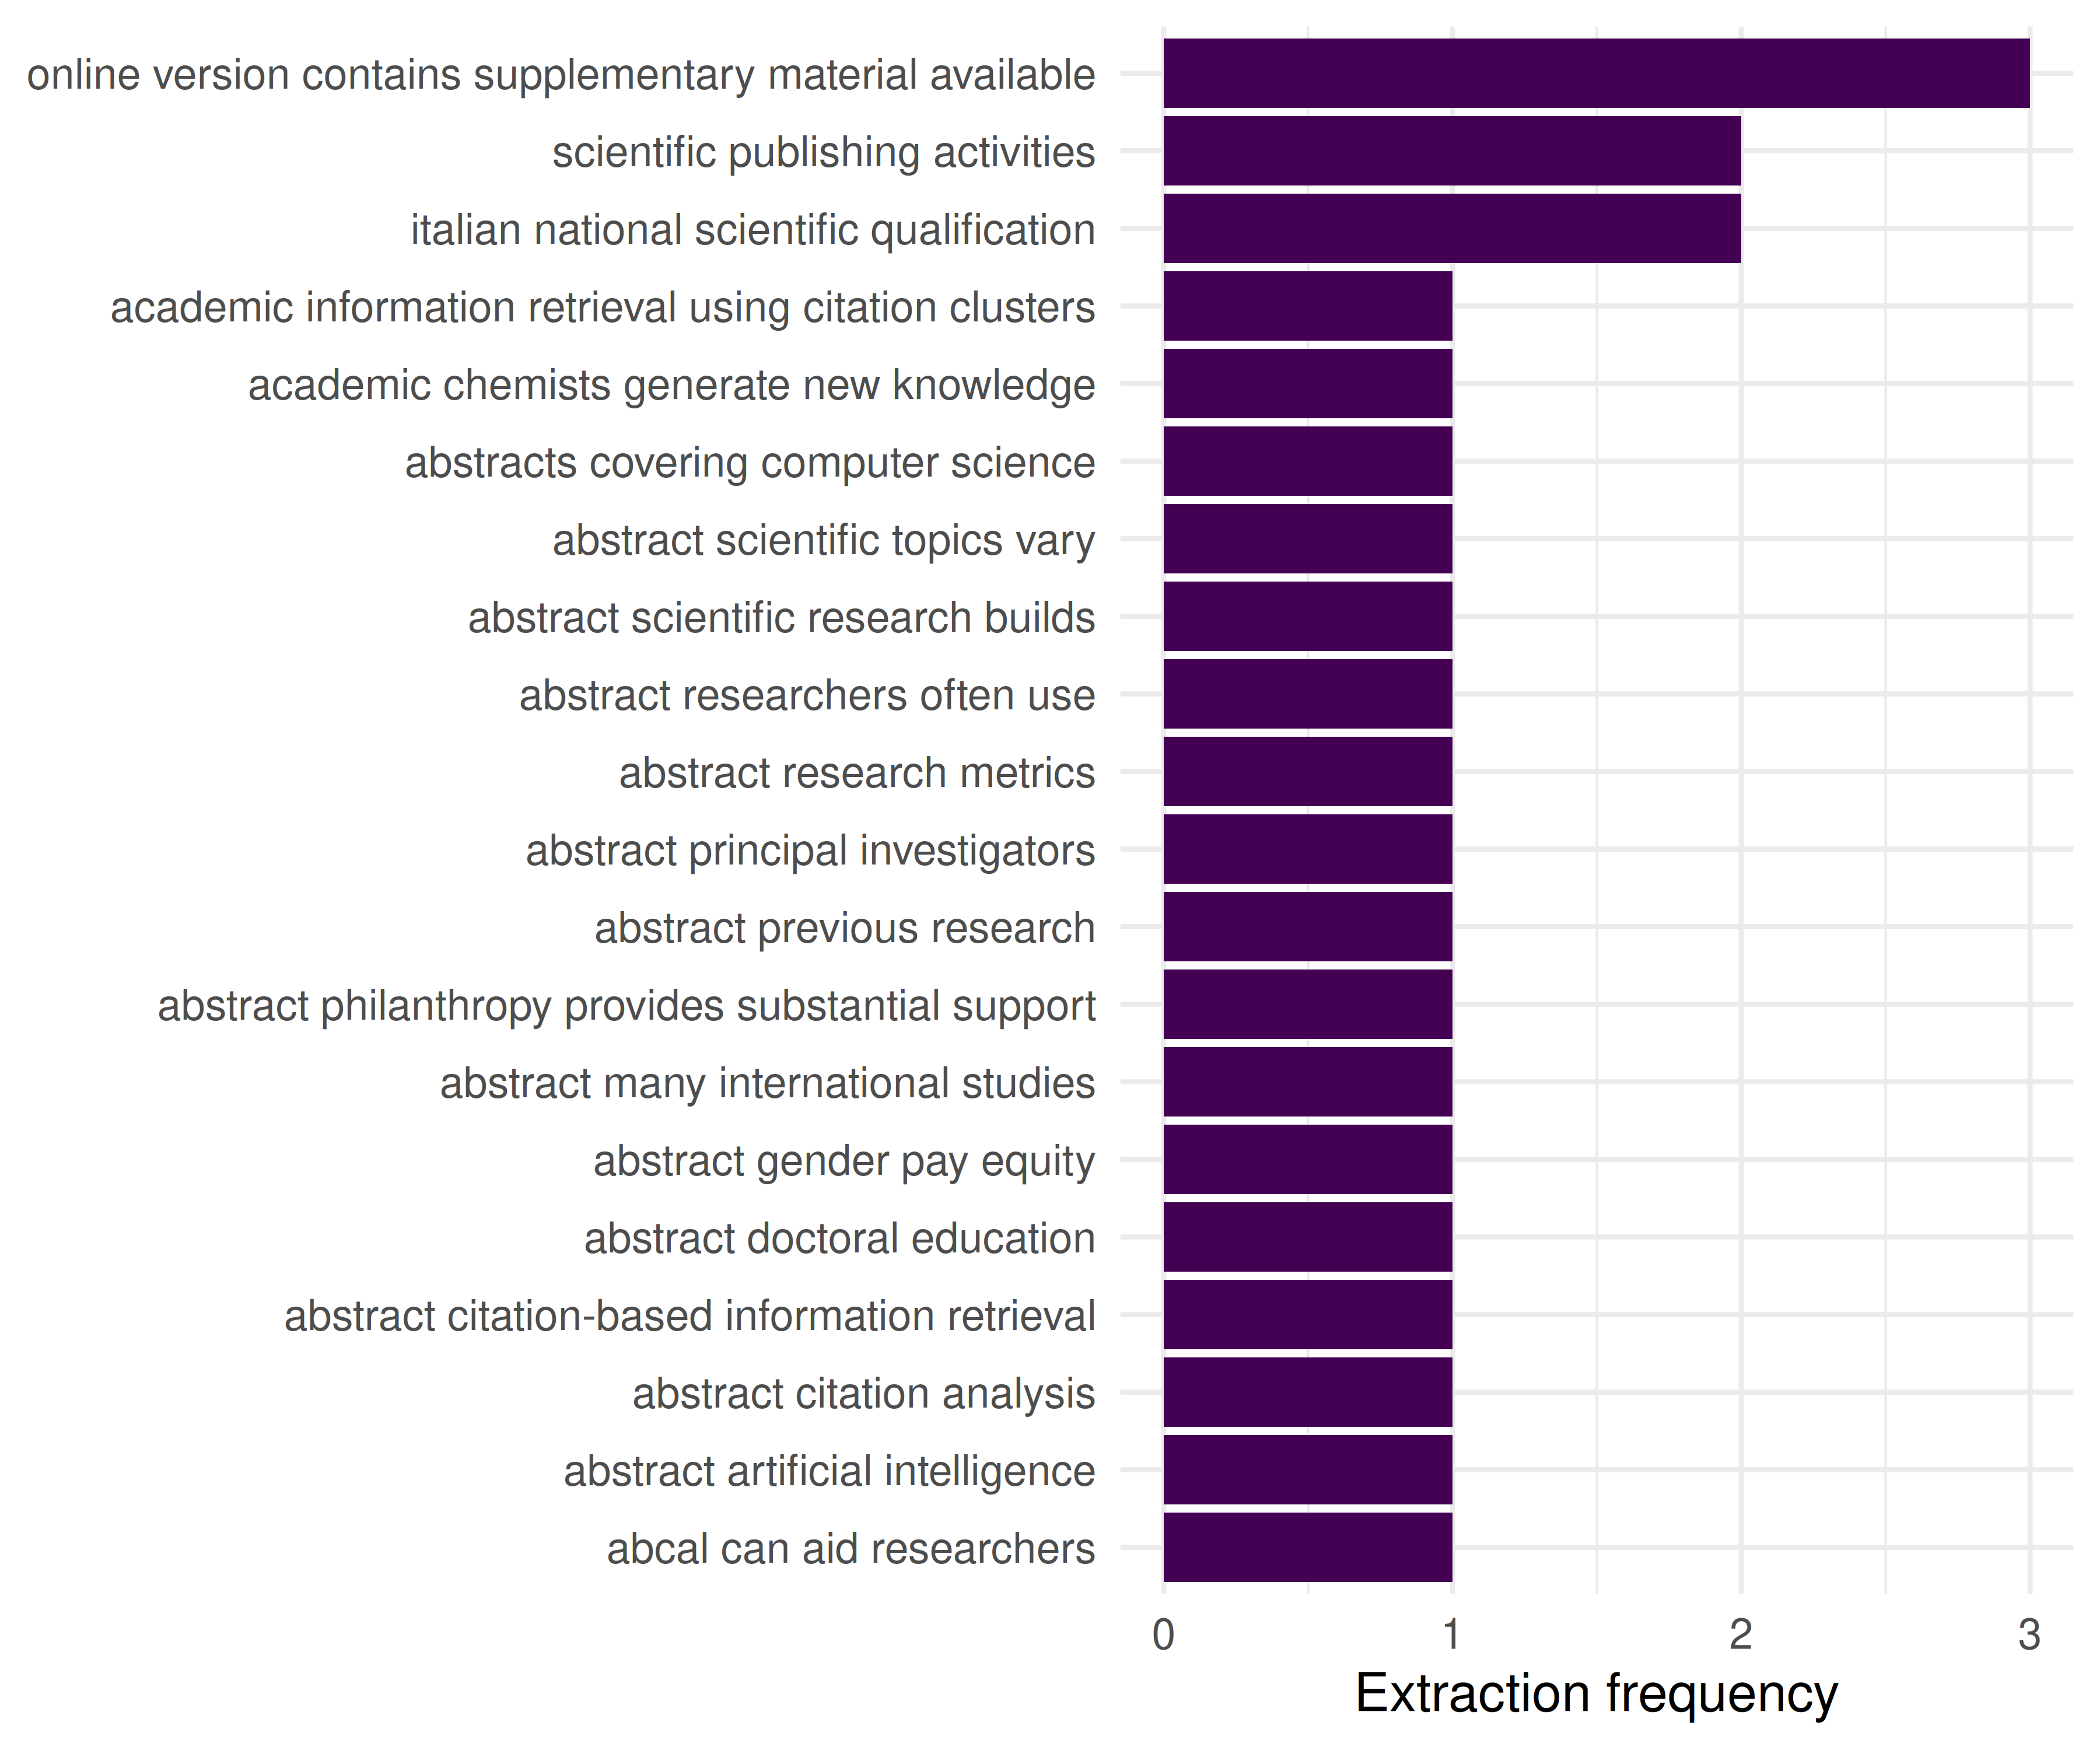 online version contains supplementary material available
scientific publishing activities
italian national scientific qualification
academic information retrieval using citation clusters
academic chemists generate new knowledge
abstracts covering computer science
abstract scientific topics vary
abstract scientific research builds
abstract researchers often use
abstract research metrics
abstract principal investigators
abstract previous research
abstract philanthropy provides substantial support
abstract many international studies
abstract gender pay equity
abstract doctoral education
abstract citation-based information retrieval
abstract citation analysis
abstract artificial intelligence
abcal can aid researchers
0 1 2 3
Extraction frequency